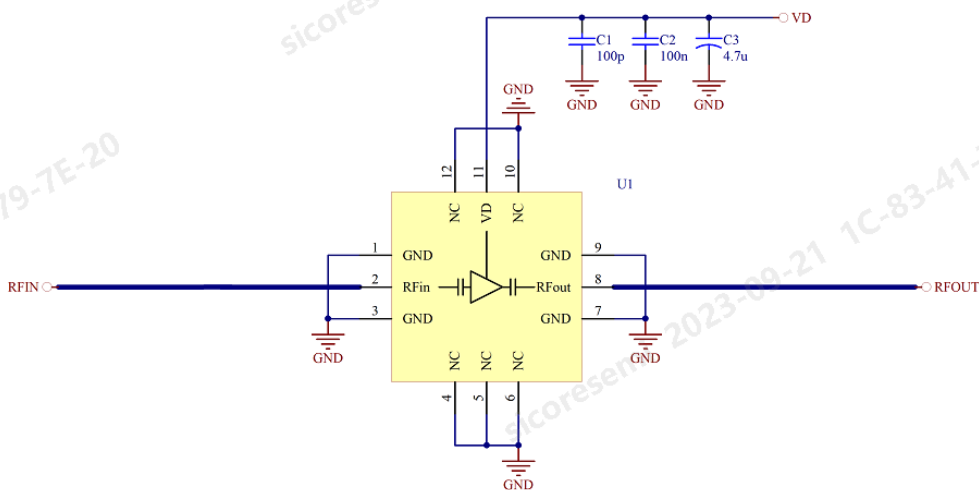 VD
C1
100p
C2
100n
C3
4.7u
GND
GND
GND
GND
12
11
10
U1
NC
VD
NC
1
GND
GND
9
RFIN
2
RFin
RFout
8
RFOUT
3
GND
GND
7
GND
GND
NC
NC
NC
4
5
6
GND
sicores
79-7E-20
sicoresemi 2023-09-21 1C-83-41-